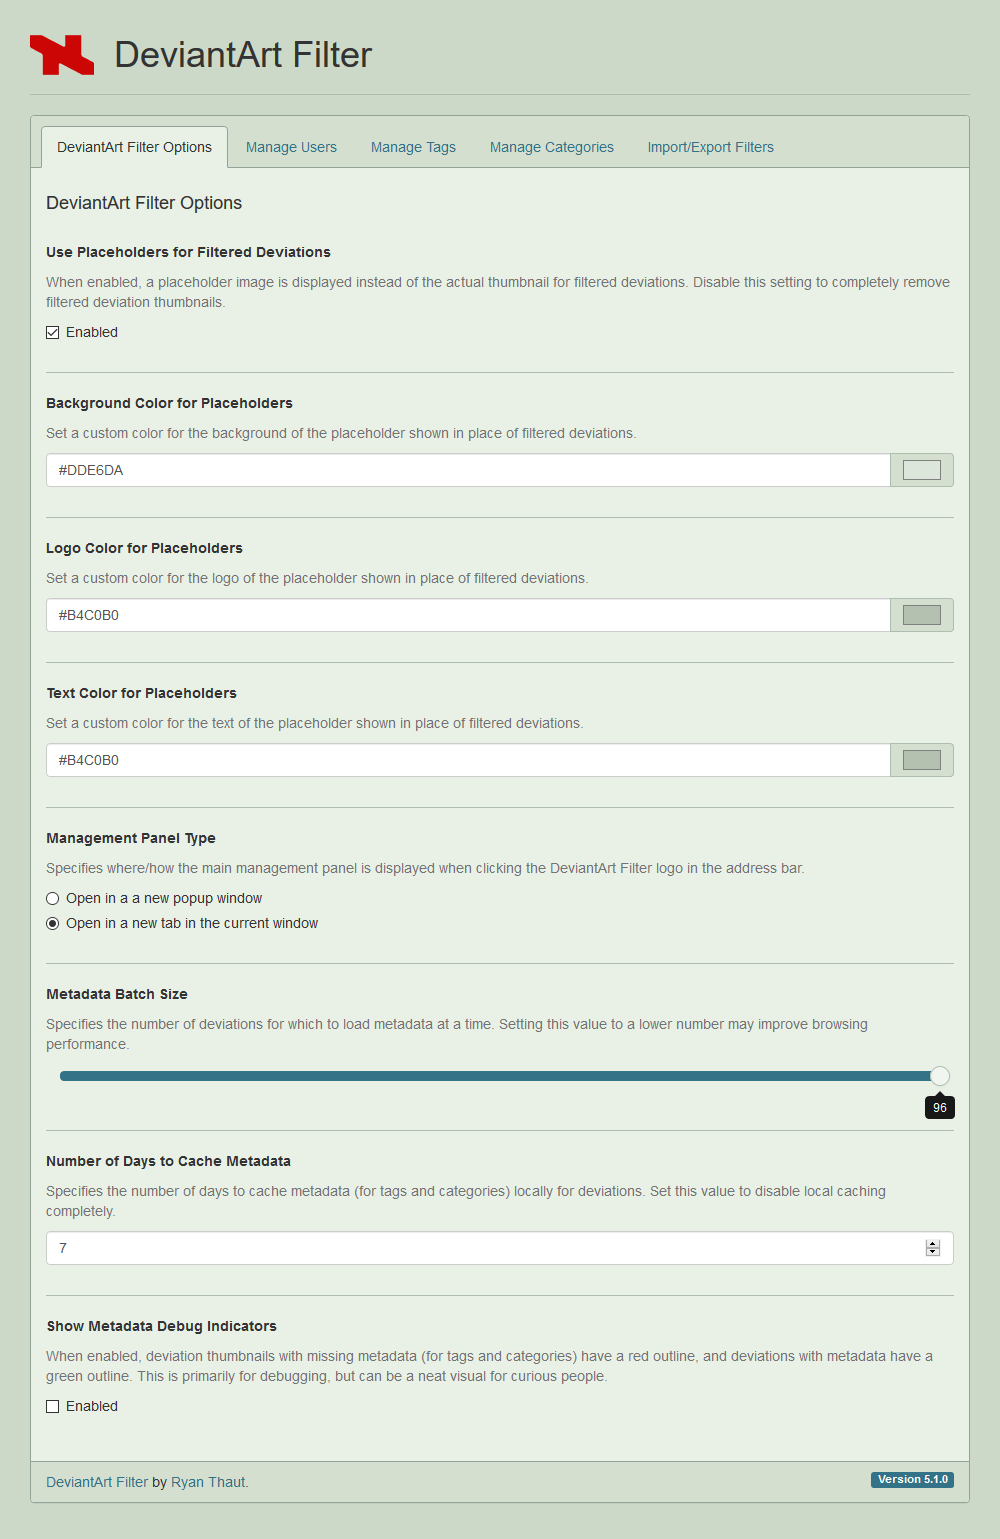 DeviantArt Filter
DeviantArt Filter Options
Manage Users
Manage Tags
Manage Categories
Import/Export Filters
DeviantArt Filter Options
Use Placeholders for Filtered Deviations
When enabled, a placeholder image is displayed instead of the actual thumbnail for filtered deviations. Disable this setting to completely remove
filtered deviation thumbnails.
Enabled
Background Color for Placeholders
Set a custom color for the background of the placeholder shown in place of filtered deviations.
#DDE6DA
Logo Color for Placeholders
Set a custom color for the logo of the placeholder shown in place of filtered deviations.
#B4C0B0
Text Color for Placeholders
Set a custom color for the text of the placeholder shown in place of filtered deviations.
#B4C0B0
Management Panel Type
Specifies where/how the main management panel is displayed when clicking the DeviantArt Filter logo in the address bar.
Open in a a new popup window
Open in a new tab in the current window
Metadata Batch Size
Specifies the number of deviations for which to load metadata at a time. Setting this value to a lower number may improve browsing
performance.
96
Number of Days to Cache Metadata
Specifies the number of days to cache metadata (for tags and categories) locally for deviations. Set this value to disable local caching
completely.
7
Show Metadata Debug Indicators
When enabled, deviation thumbnails with missing metadata (for tags and categories) have a red outline, and deviations with metadata have a
green outline. This is primarily for debugging, but can be a neat visual for curious people.
Enabled
DeviantArt Filter by Ryan Thaut.
Version 5.1.0